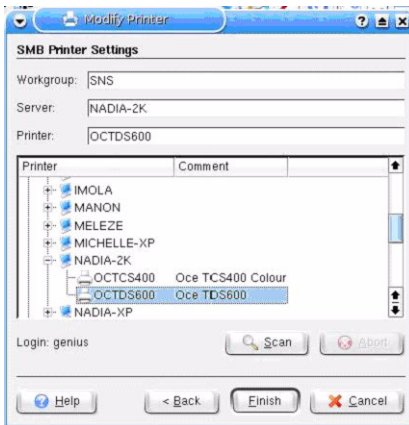 Modify Printer
SMB Printer Settings
Workgroup: SNS
Server: NADIA-2K
Printer: OCTDS600
Printer Comment
IMOLA
MANON
MELEZE
MICHELLE-XP
NADIA-2K
OCTCS400 Oce TCS400 Colour
OCTDS600 Oce TDS600
NADIA-XP
Login: genius
Scan Abort
Help < Back Finish Cancel